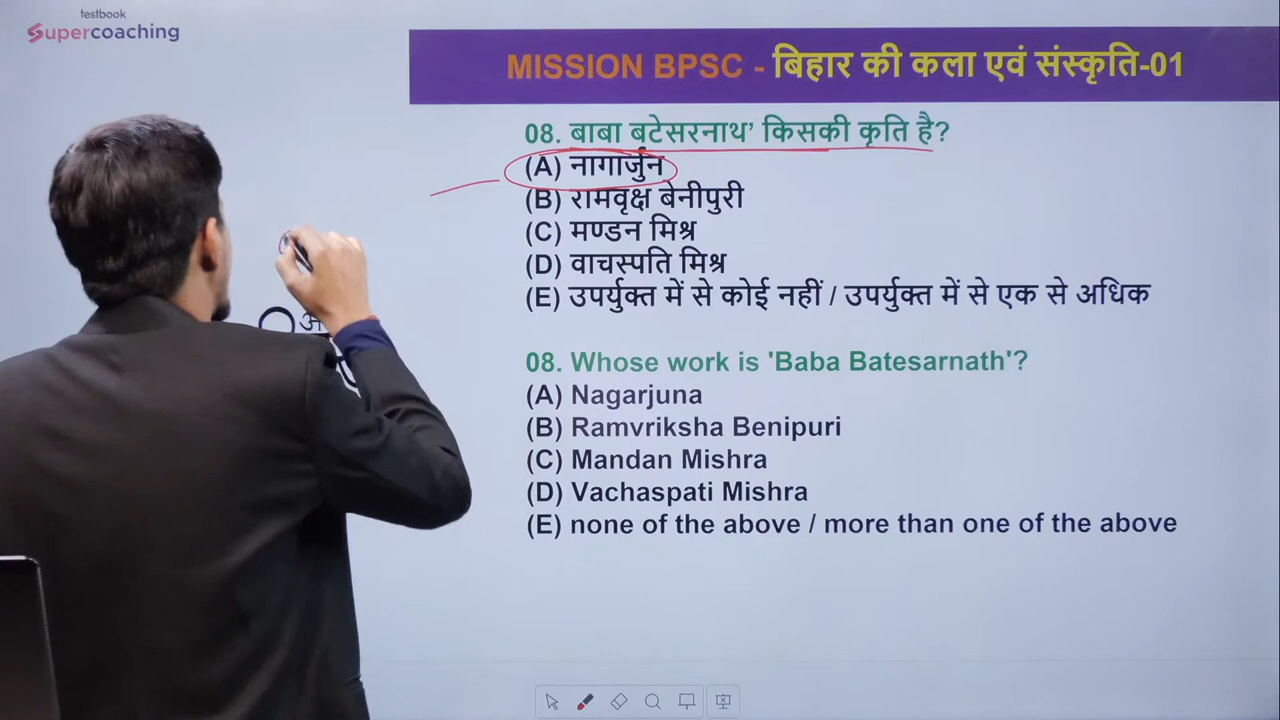 testbook
Supercoaching
MISSION BPSC - बिहार की कला एवं संस्कृति-01
08. बाबा बटेसरनाथ' किसकी कृति है?
(A) नागार्जुन
(B) रामवृक्ष बेनीपुरी
(C) मण्डन मिश्र
(D) वाचस्पति मिश्र
(E) उपर्युक्त में से कोई नहीं / उपर्युक्त में से एक से अधिक
08. Whose work is 'Baba Batesarnath'?
(A) Nagarjuna
(B) Ramvriksha Benipuri
(C) Mandan Mishra
(D) Vachaspati Mishra
(E) none of the above / more than one of the above